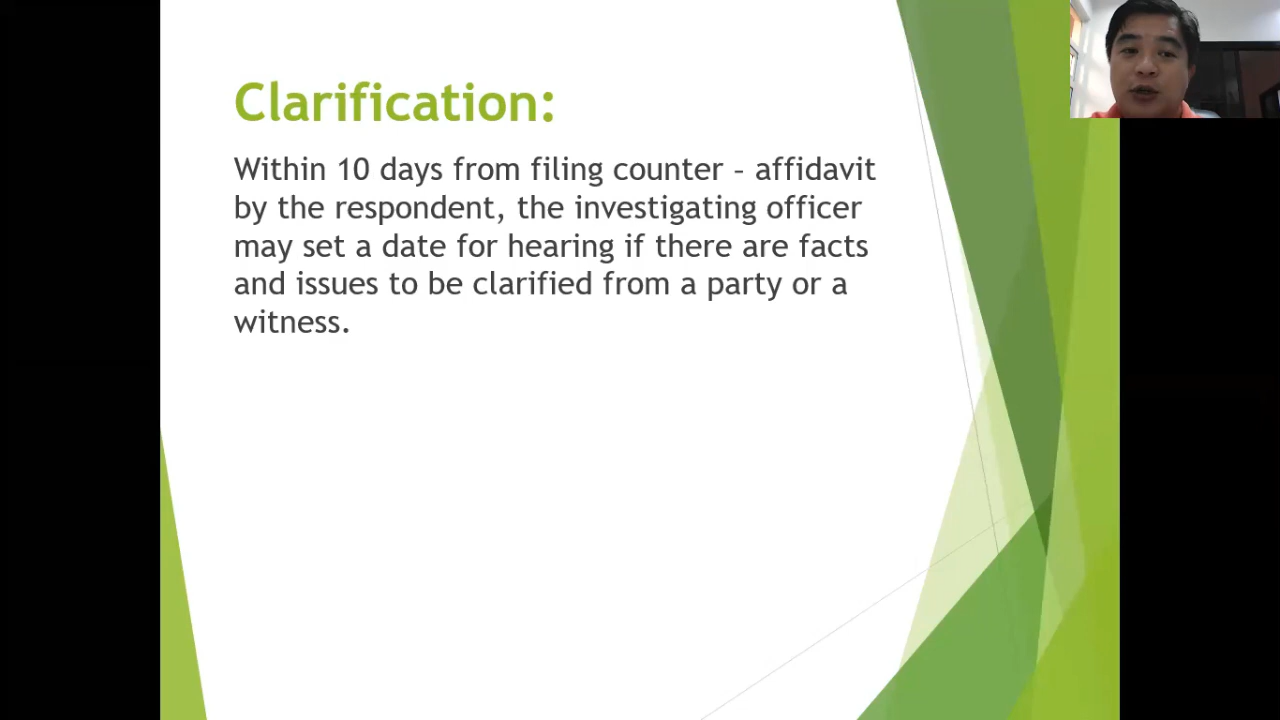 Clarification:
Within 10 days from filing counter – affidavit
by the respondent, the investigating officer
may set a date for hearing if there are facts
and issues to be clarified from a party or a
witness.